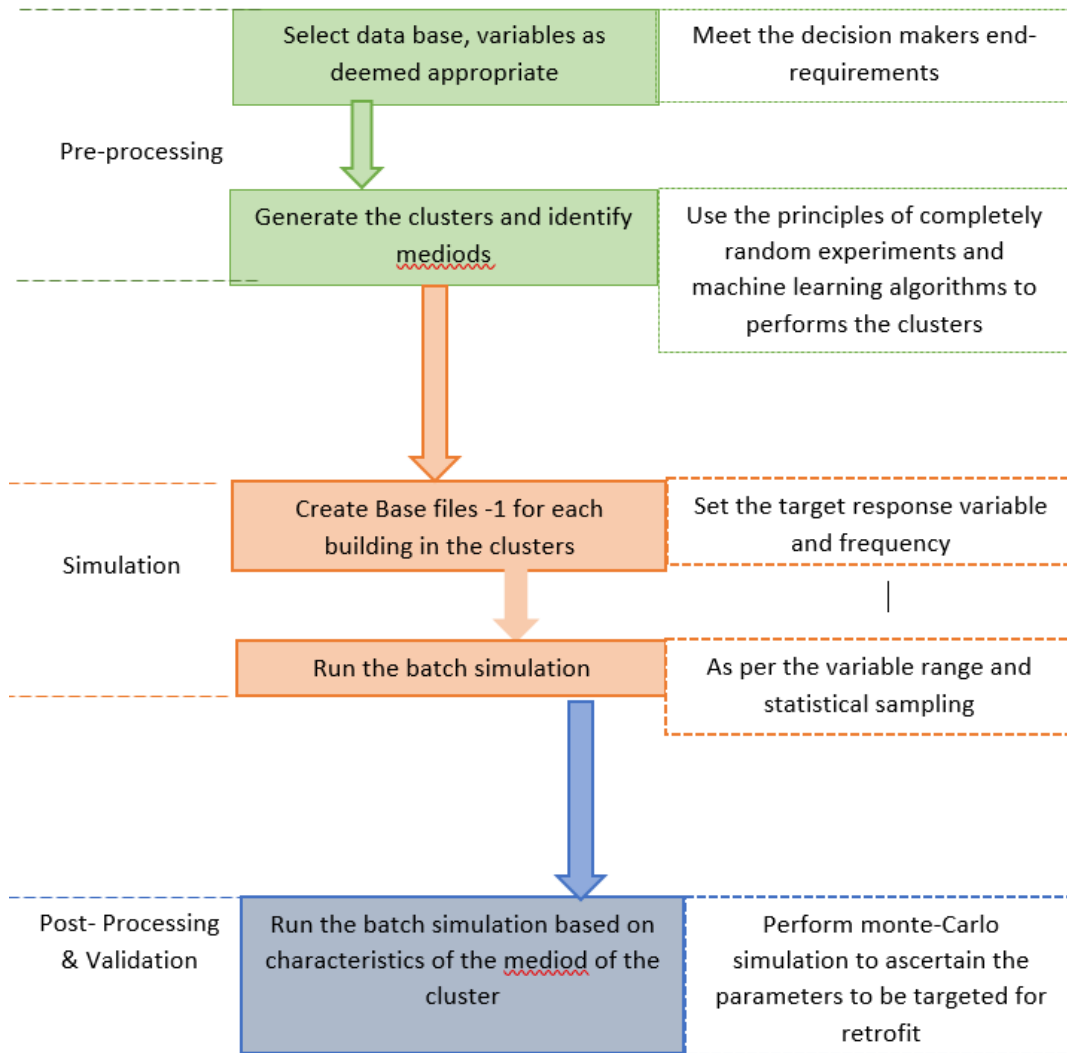 Select data base, variables as
deemed appropriate
Meet the decision makers end-
requirements
Pre-processing
Generate the clusters and identify
mediods
Use the principles of completely
random experiments and
machine learning algorithms to
performs the clusters
Create Base files -1 for each
building in the clusters
Set the target response variable
and frequency
Simulation
Run the batch simulation
As per the variable range and
statistical sampling
Post- Processing
& Validation
Run the batch simulation based on
characteristics of the mediod of the
cluster
Perform monte-Carlo
simulation to ascertain the
parameters to be targeted for
retrofit